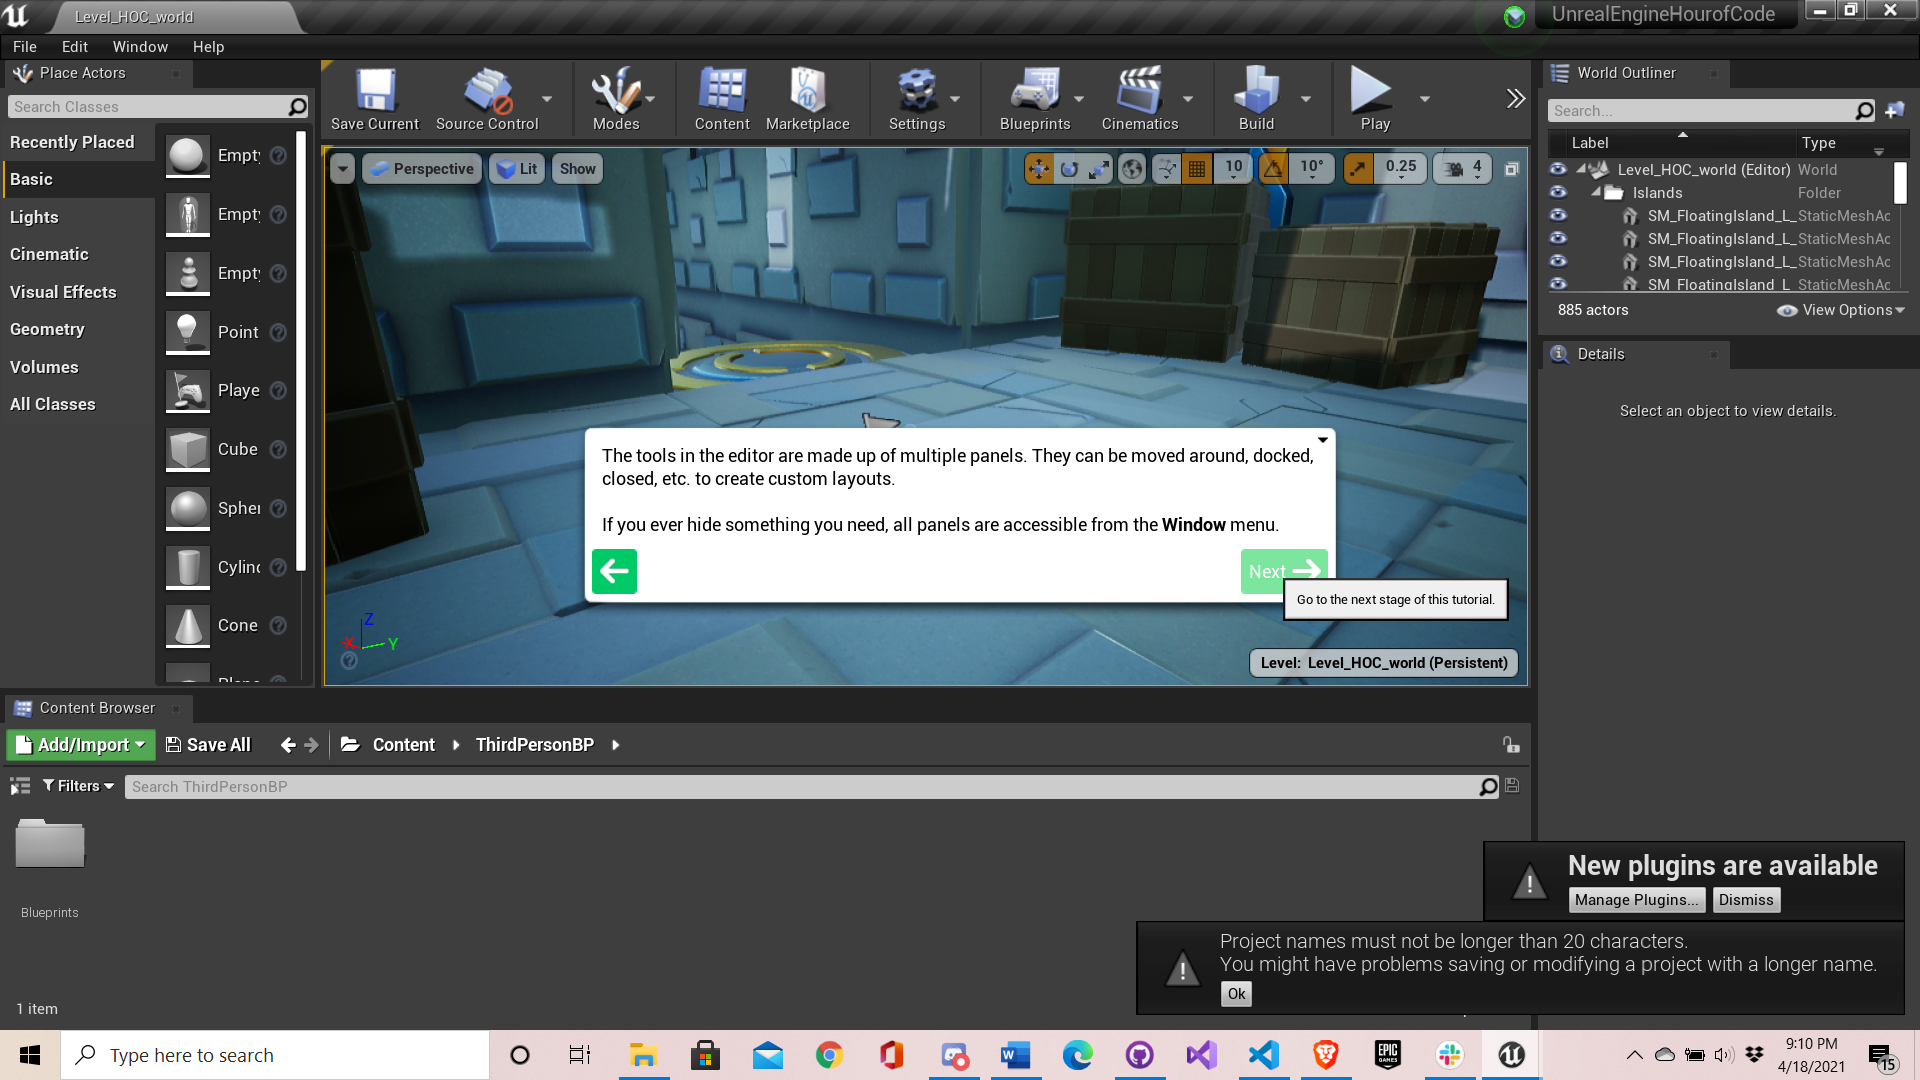 Level_HOC_world
UnrealEngineHourofCode
File Edit Window Help
Place Actors
Search Classes
Recently Placed
Basic
Lights
Cinematic
Visual Effects
Geometry
Volumes
All Classes
Empty
Empty
Empty
Point
Playe
Cube
Spher
Cylind
Cone
Save Current
Source Control
Modes
Content
Marketplace
Settings
Blueprints
Cinematics
Build
Play
Perspective
Lit
Show
10
10°
0.25
4
The tools in the editor are made up of multiple panels. They can be moved around, docked,
closed, etc. to create custom layouts.
If you ever hide something you need, all panels are accessible from the Window menu.
Next
Go to the next stage of this tutorial.
Z
X
Y
Level: Level_HOC_world (Persistent)
World Outliner
Search...
Label Type
Level_HOC_world (Editor) World
Islands Folder
SM_FloatingIsland_L_ StaticMeshAc
SM_FloatingIsland_L_ StaticMeshAc
SM_FloatingIsland_L_ StaticMeshAc
SM_FloatingIsland_L_ StaticMeshAc
885 actors
View Options
Details
Select an object to view details.
Content Browser
Add/Import
Save All
Content
ThirdPersonBP
Filters
Search ThirdPersonBP
Blueprints
1 item
New plugins are available
Manage Plugins...
Dismiss
Project names must not be longer than 20 characters.
You might have problems saving or modifying a project with a longer name.
Ok
Type here to search
EPIC
GAMES
9:10 PM
4/18/2021
15